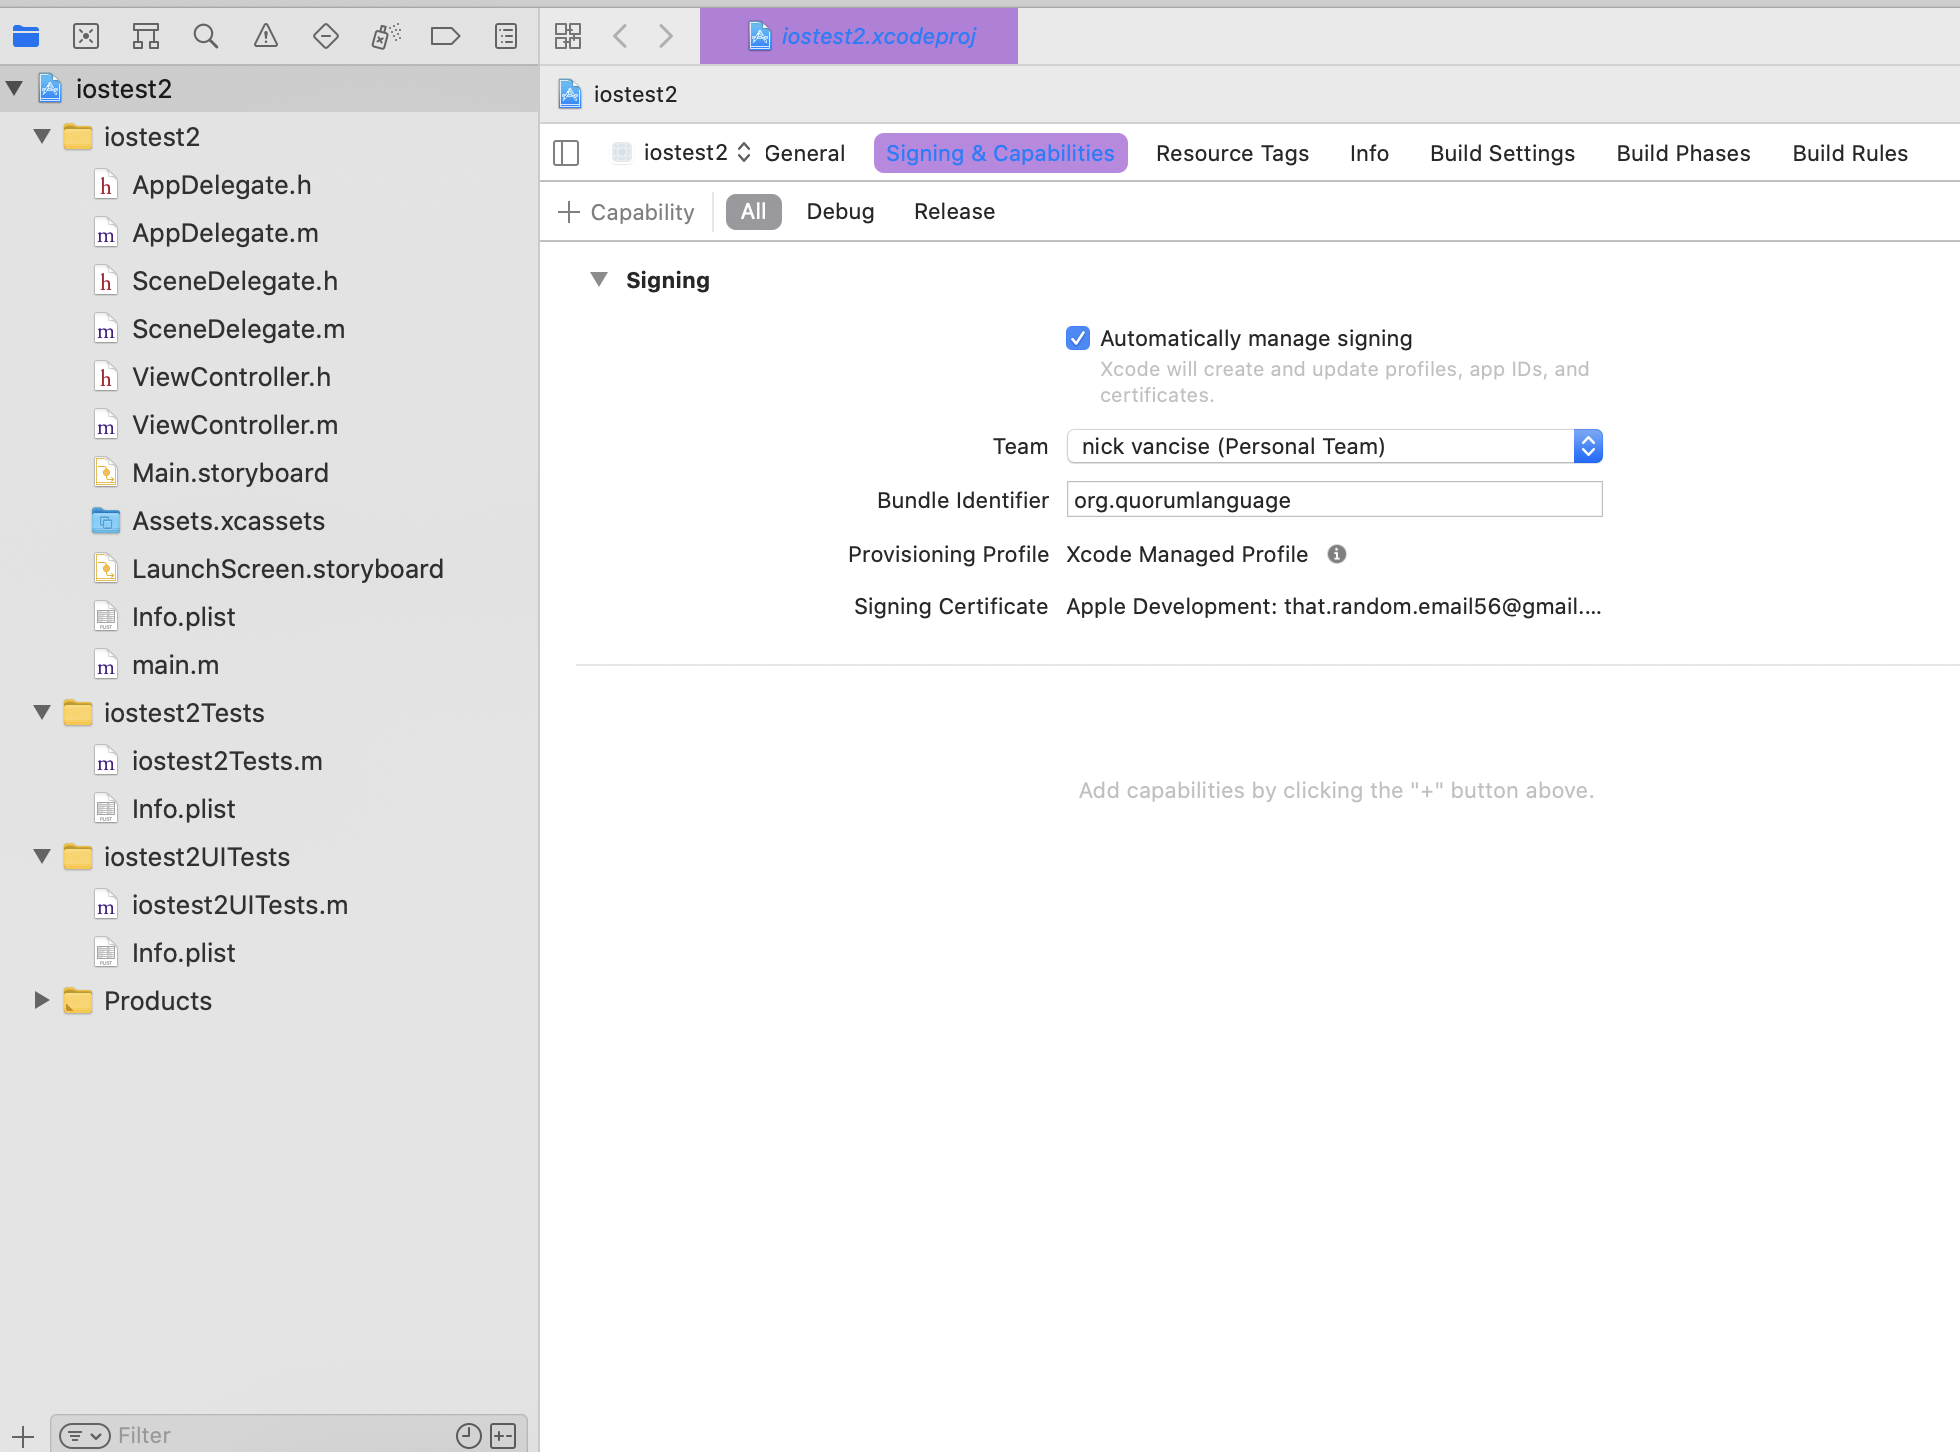 iostest2.xcodeproj
iostest2
iostest2
AppDelegate.h
AppDelegate.m
SceneDelegate.h
SceneDelegate.m
ViewController.h
ViewController.m
Main.storyboard
Assets.xcassets
LaunchScreen.storyboard
Info.plist
main.m
iostest2Tests
iostest2Tests.m
Info.plist
iostest2UITests
iostest2UITests.m
Info.plist
Products
Filter
iostest2
iostest2 General Signing & Capabilities Resource Tags Info Build Settings Build Phases Build Rules
Capability All Debug Release
Signing
Automatically manage signing
Xcode will create and update profiles, app IDs, and
certificates.
Team nick vancise (Personal Team)
Bundle Identifier org.quorumlanguage
Provisioning Profile Xcode Managed Profile
Signing Certificate Apple Development: that.random.email56@gmail....
Add capabilities by clicking the "+" button above.